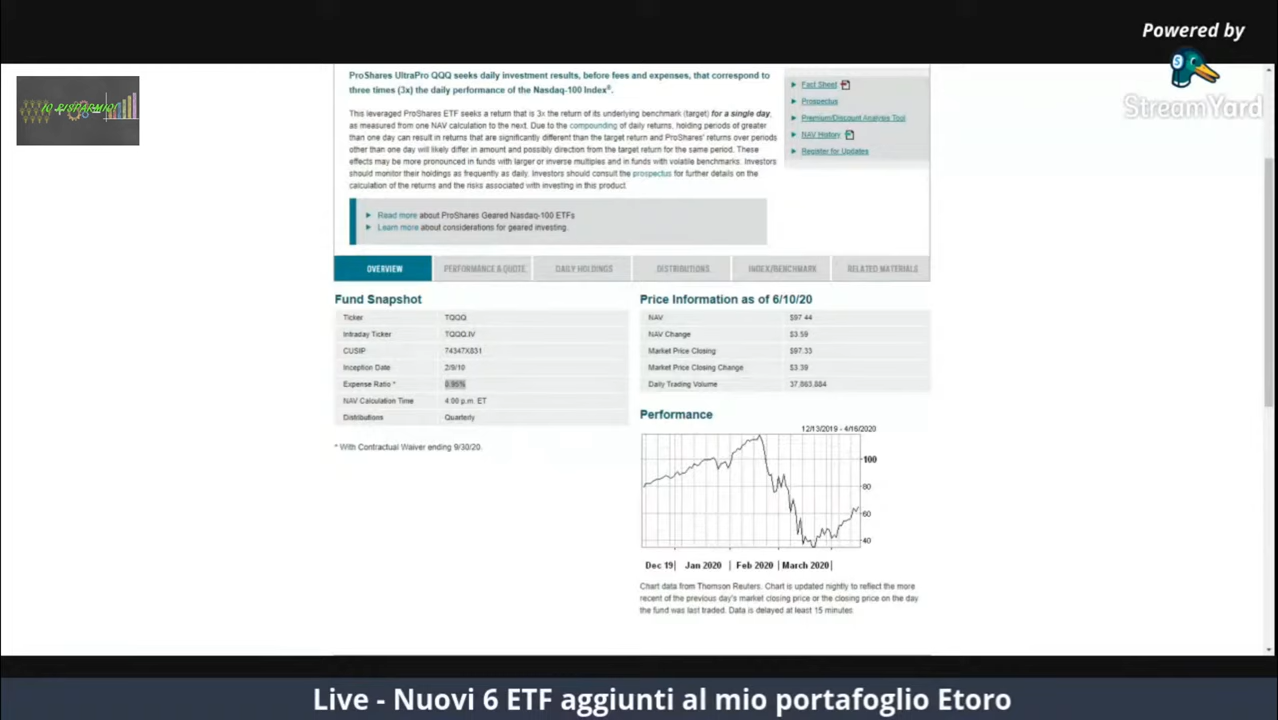 Powered by
StreamYard
IO RISPARMIO!
ProShares UltraPro QQQ seeks daily investment results, before fees and expenses, that correspond to
three times (3x) the daily performance of the Nasdaq-100 Index®.
This leveraged ProShares ETF seeks a return that is 3x the return of its underlying benchmark (target) for a single day,
as measured from one NAV calculation to the next. Due to the compounding of daily returns, holding periods of greater
than one day can result in returns that are significantly different than the target return and ProShares' returns over periods
other than one day will likely differ in amount and possibly direction from the target return for the same period. These
effects may be more pronounced in funds with larger or inverse multiples and in funds with volatile benchmarks. Investors
should monitor their holdings as frequently as daily. Investors should consult the prospectus for further details on the
calculation of the returns and the risks associated with investing in this product.
Fact Sheet
Prospectus
Premium/Discount Analysis Tool
NAV History
Register for Updates
Read more about ProShares Geared Nasdaq-100 ETFs
Learn more about considerations for geared investing.
OVERVIEW PERFORMANCE & QUOTE DAILY HOLDINGS DISTRIBUTIONS INDEX/BENCHMARK RELATED MATERIALS
Fund Snapshot
Ticker TQQQ
Intraday Ticker TQQQ.IV
CUSIP 74347X831
Inception Date 2/9/10
Expense Ratio * 0.95%
NAV Calculation Time 4:00 p.m. ET
Distributions Quarterly
* With Contractual Waiver ending 9/30/20.
Price Information as of 6/10/20
NAV $97.44
NAV Change $3.59
Market Price Closing $97.33
Market Price Closing Change $3.39
Daily Trading Volume 37,863,884
Performance
12/13/2019 - 4/16/2020
100
80
60
40
Dec 19| Jan 2020 | Feb 2020 | March 2020|
Chart data from Thomson Reuters. Chart is updated nightly to reflect the more
recent of the previous day's market closing price or the closing price on the day
the fund was last traded. Data is delayed at least 15 minutes.
Live - Nuovi 6 ETF aggiunti al mio portafoglio Etoro